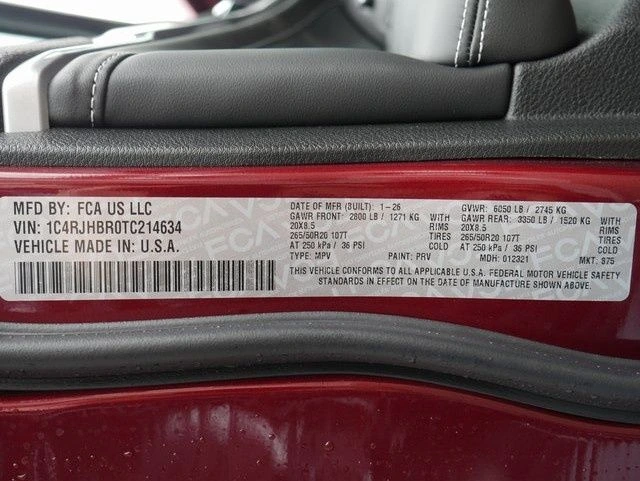 MFD BY: FCA US LLC
VIN: 1C4RJHBR0TC214634
VEHICLE MADE IN: U.S.A.
DATE OF MFR (BUILT): 1-26 GVWR: 6050 LB / 2745 KG
GAWR FRONT: 2800 LB / 1271 KG WITH GAWR REAR: 3350 LB / 1520 KG WITH
20X8.5 RIMS 20X8.5 RIMS
265/50R20 107T TIRES 265/50R20 107T TIRES
AT 250 kPa / 36 PSI COLD AT 250 kPa / 36 PSI COLD
TYPE: MPV PAINT: PRV MDH: 012321 MKT: S75
THIS VEHICLE CONFORMS TO ALL APPLICABLE U.S.A. FEDERAL MOTOR VEHICLE SAFETY
STANDARDS IN EFFECT ON THE DATE OF MANUFACTURE SHOWN ABOVE.